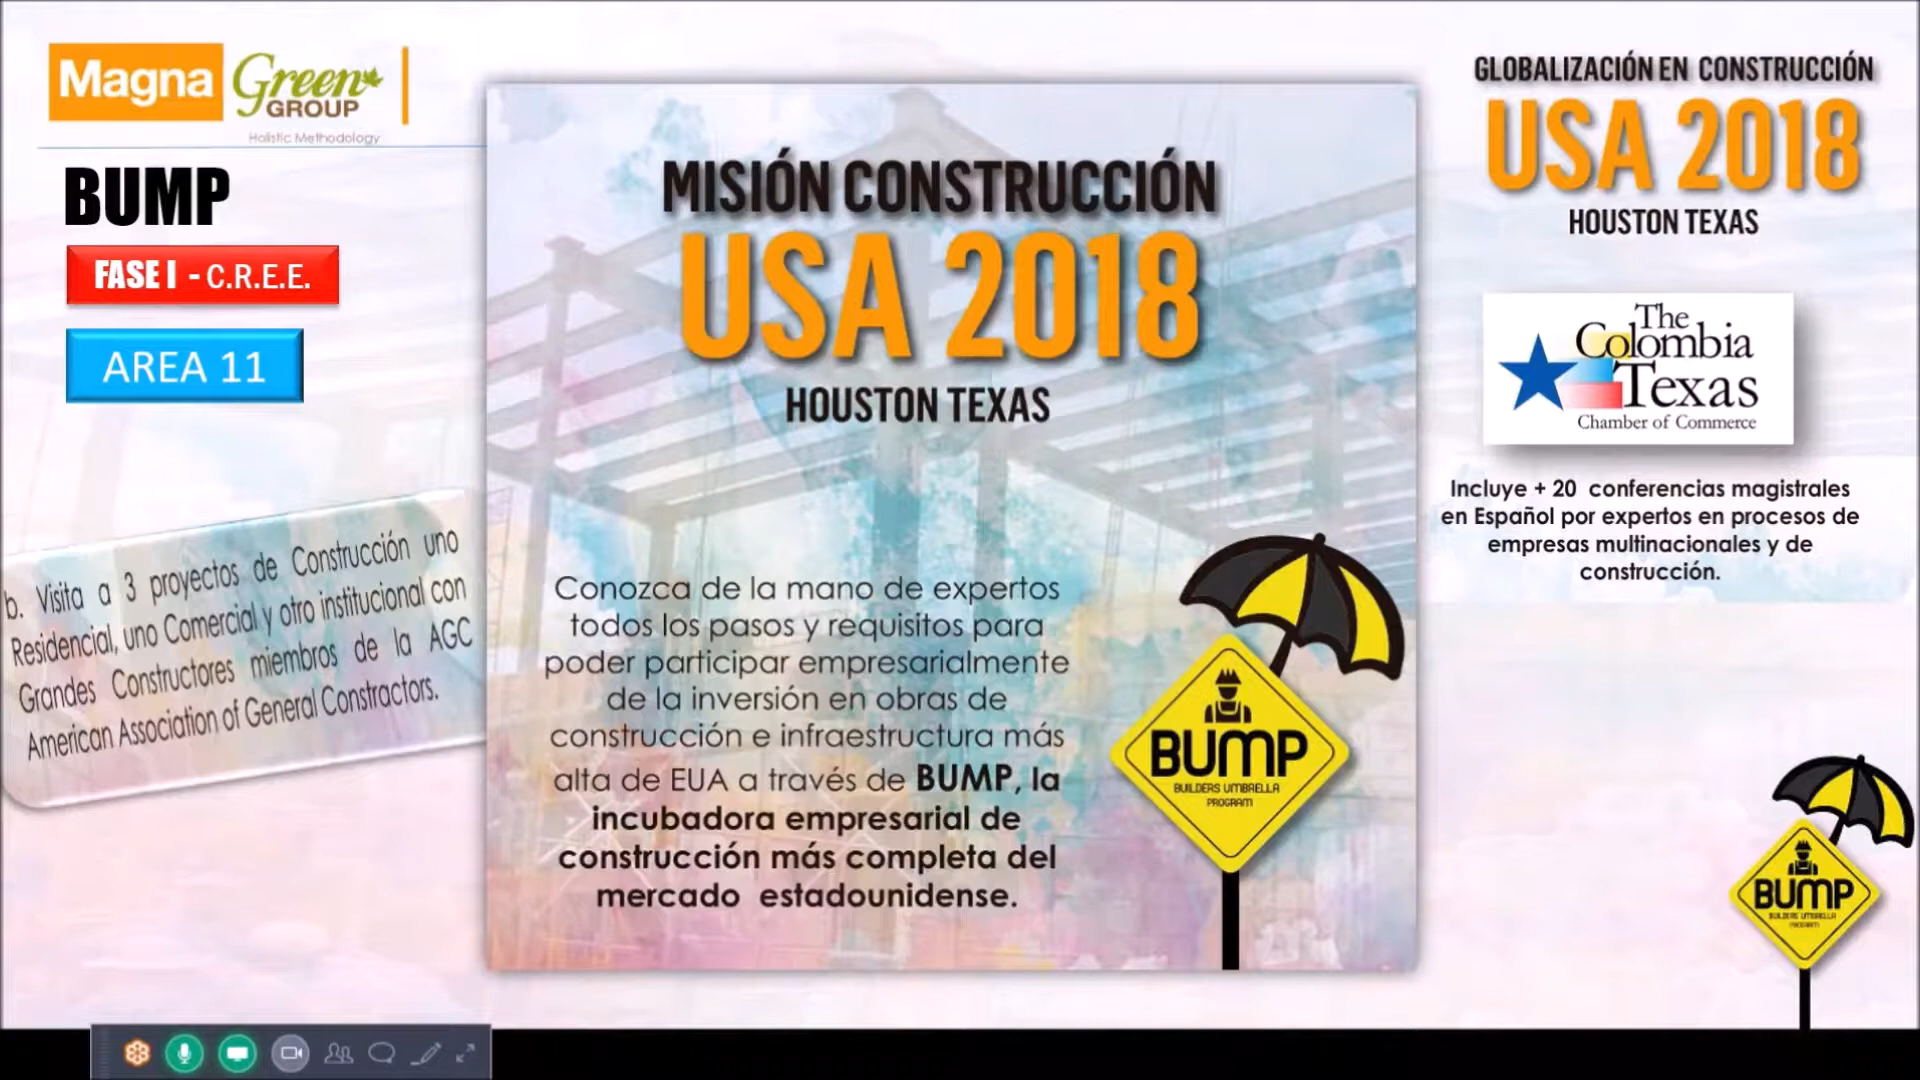 Magna Green GROUP
Holistic Methodology
BUMP
FASE I - C.R.E.E.
AREA 11
b. Visita a 3 proyectos de Construcción uno
Residencial, uno Comercial y otro institucional con
Grandes Constructores miembros de la AGC
American Association of General Constractors.
MISIÓN CONSTRUCCIÓN
USA 2018
HOUSTON TEXAS
Conozca de la mano de expertos
todos los pasos y requisitos para
poder participar empresarialmente
de la inversión en obras de
construcción e infraestructura más
alta de EUA a través de BUMP, la
incubadora empresarial de
construcción más completa del
mercado estadounidense.
BUMP
BUILDERS UMBRELLA
PROGRAM
GLOBALIZACIÓN EN CONSTRUCCIÓN
USA 2018
HOUSTON TEXAS
The
Colombia
Texas
Chamber of Commerce
Incluye + 20 conferencias magistrales
en Español por expertos en procesos de
empresas multinacionales y de
construcción.
BUMP
BUILDERS UMBRELLA
PROGRAM